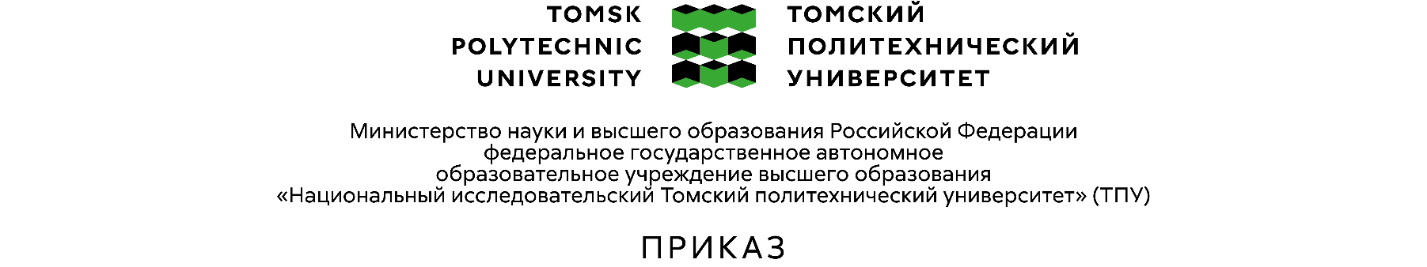 TOMSK
POLYTECHNIC
UNIVERSITY
ТОМСКИЙ
ПОЛИТЕХНИЧЕСКИЙ
УНИВЕРСИТЕТ
Министерство науки и высшего образования Российской Федерации
федеральное государственное автономное
образовательное учреждение высшего образования
«Национальный исследовательский Томский политехнический университет» (ТПУ)
ПРИКАЗ